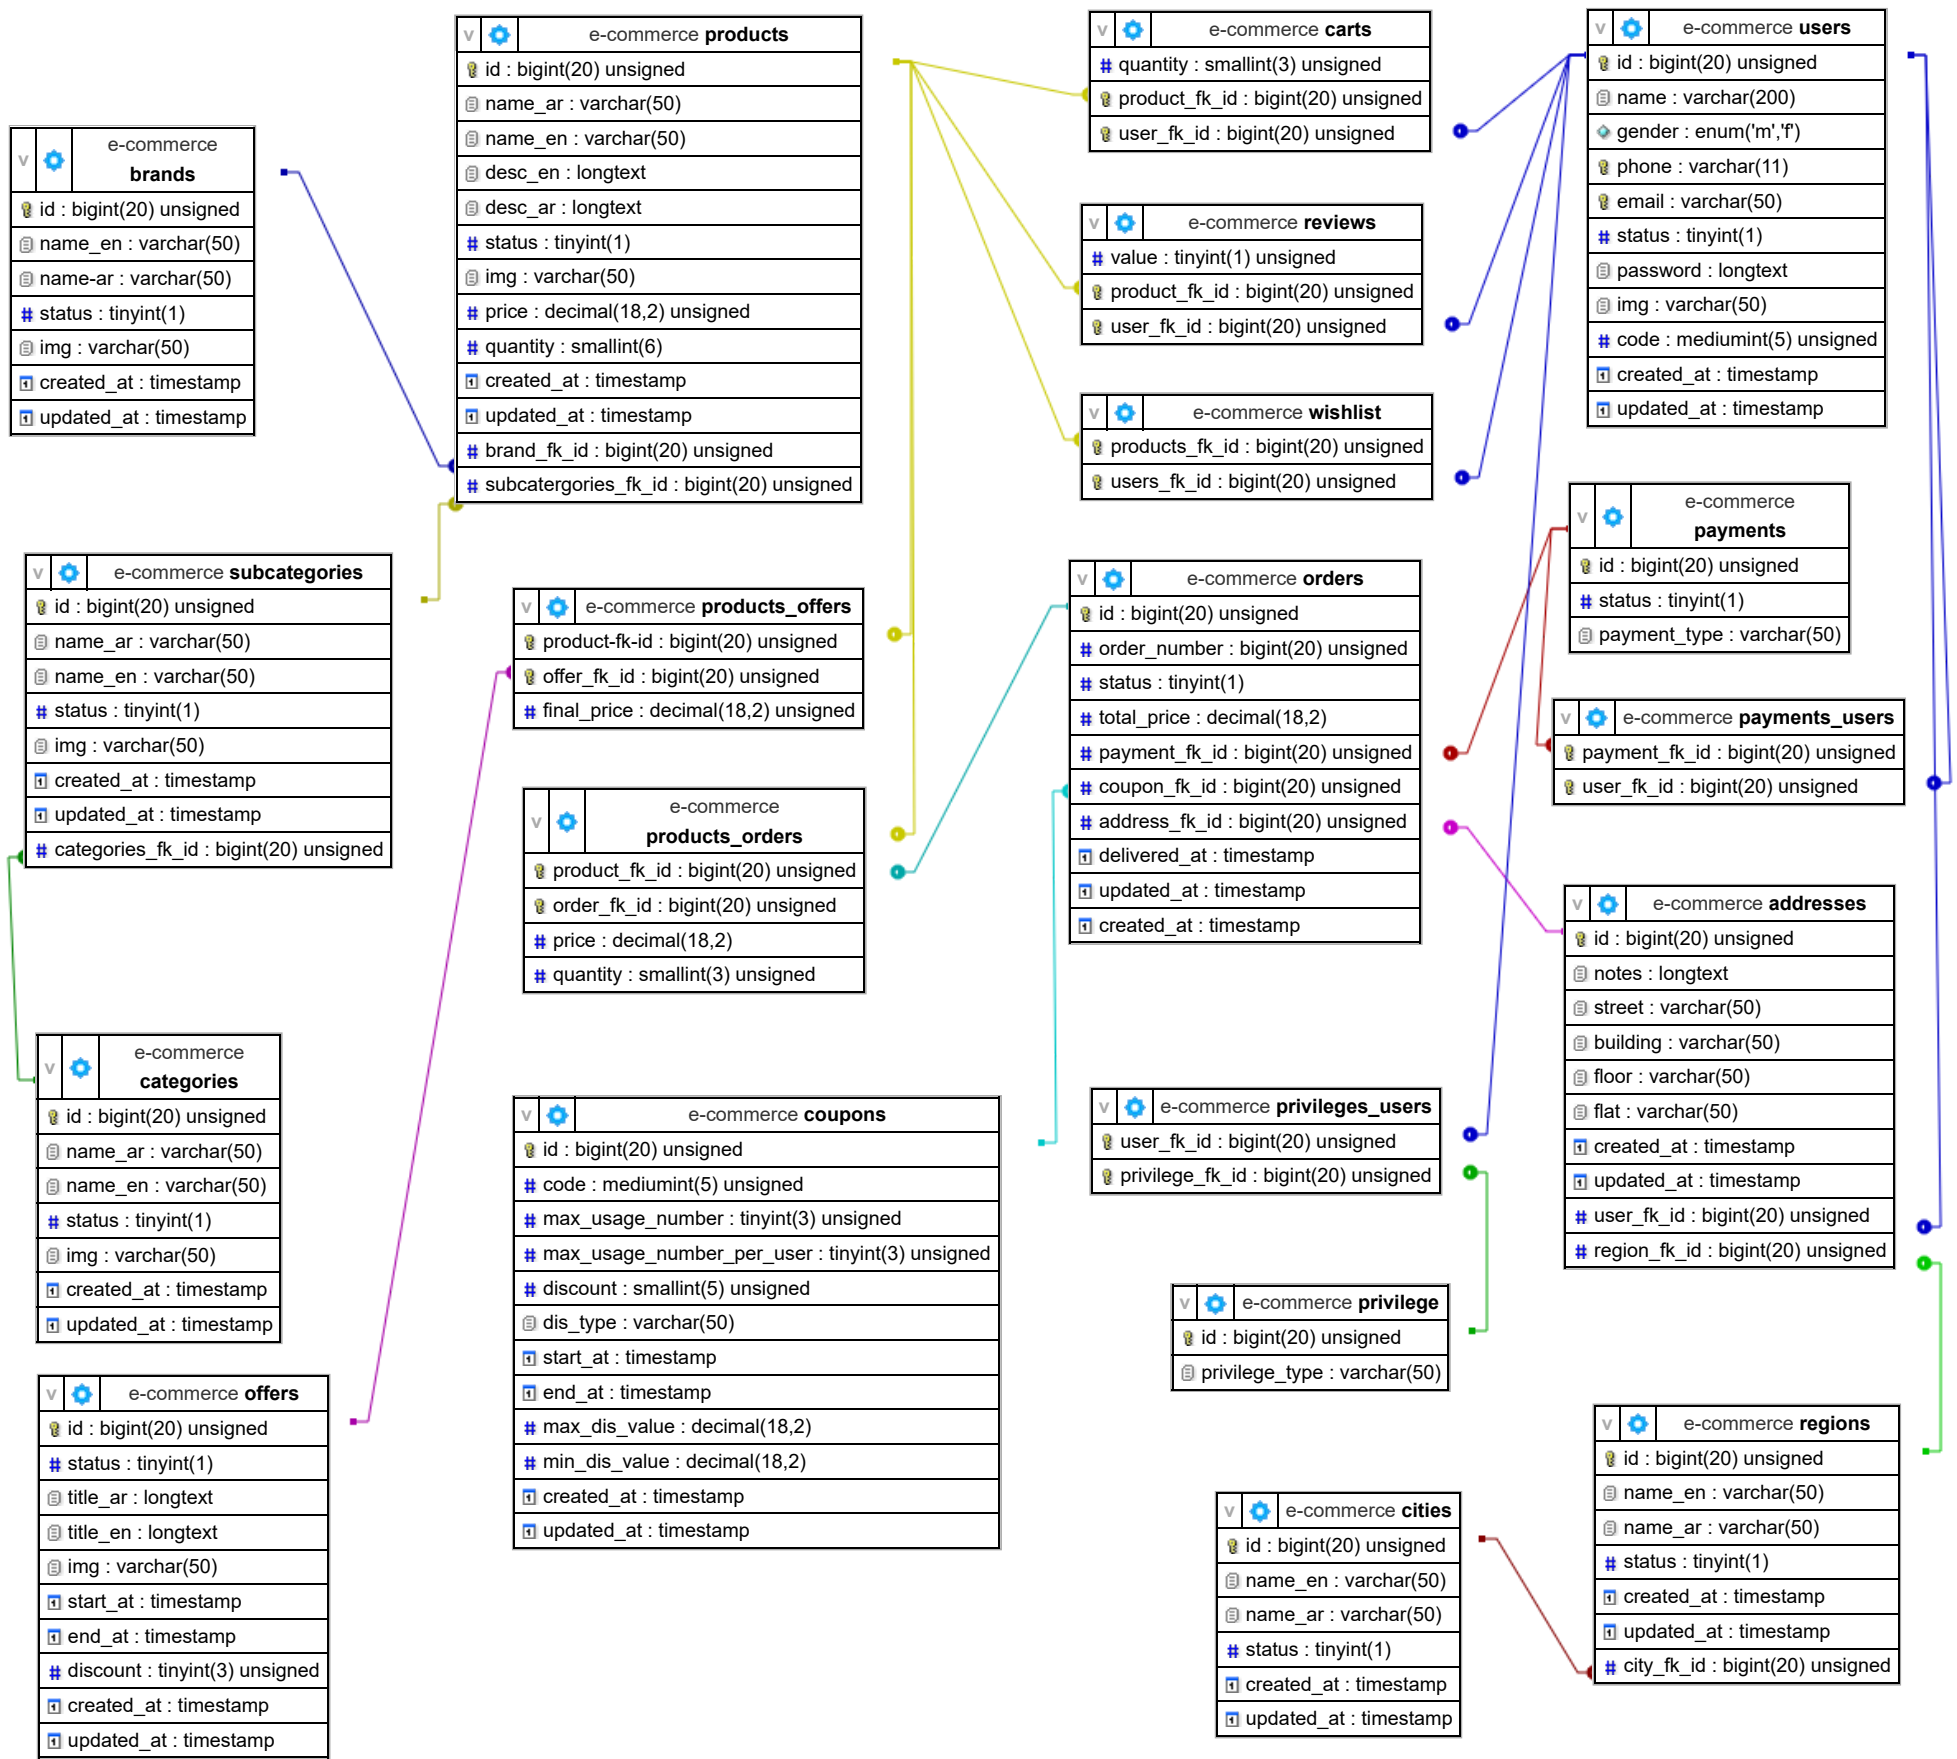 e-commerce brands
v
id : bigint(20) unsigned
name_en : varchar(50)
name-ar : varchar(50)
status : tinyint(1)
img : varchar(50)
created_at : timestamp
updated_at : timestamp
v e-commerce products
id : bigint(20) unsigned
name_ar : varchar(50)
name_en : varchar(50)
desc_en : longtext
desc_ar : longtext
status : tinyint(1)
img : varchar(50)
price : decimal(18,2) unsigned
quantity : smallint(6)
created_at : timestamp
updated_at : timestamp
brand_fk_id : bigint(20) unsigned
subcatergories_fk_id : bigint(20) unsigned
v e-commerce carts
quantity : smallint(3) unsigned
product_fk_id : bigint(20) unsigned
user_fk_id : bigint(20) unsigned
v e-commerce users
id : bigint(20) unsigned
name : varchar(200)
gender : enum('m','f')
phone : varchar(11)
email : varchar(50)
status : tinyint(1)
password : longtext
img : varchar(50)
code : mediumint(5) unsigned
created_at : timestamp
updated_at : timestamp
v e-commerce reviews
value : tinyint(1) unsigned
product_fk_id : bigint(20) unsigned
user_fk_id : bigint(20) unsigned
v e-commerce wishlist
products_fk_id : bigint(20) unsigned
users_fk_id : bigint(20) unsigned
e-commerce
v payments
id : bigint(20) unsigned
status : tinyint(1)
payment_type : varchar(50)
v e-commerce subcategories
id : bigint(20) unsigned
name_ar : varchar(50)
name_en : varchar(50)
status : tinyint(1)
img : varchar(50)
created_at : timestamp
updated_at : timestamp
categories_fk_id : bigint(20) unsigned
v e-commerce products_offers
product-fk-id : bigint(20) unsigned
offer_fk_id : bigint(20) unsigned
final_price : decimal(18,2) unsigned
v e-commerce orders
id : bigint(20) unsigned
order_number : bigint(20) unsigned
status : tinyint(1)
total_price : decimal(18,2)
payment_fk_id : bigint(20) unsigned
coupon_fk_id : bigint(20) unsigned
address_fk_id : bigint(20) unsigned
delivered_at : timestamp
updated_at : timestamp
created_at : timestamp
v e-commerce payments_users
payment_fk_id : bigint(20) unsigned
user_fk_id : bigint(20) unsigned
e-commerce
v products_orders
product_fk_id : bigint(20) unsigned
order_fk_id : bigint(20) unsigned
price : decimal(18,2)
quantity : smallint(3) unsigned
v e-commerce addresses
id : bigint(20) unsigned
notes : longtext
street : varchar(50)
building : varchar(50)
floor : varchar(50)
flat : varchar(50)
created_at : timestamp
updated_at : timestamp
user_fk_id : bigint(20) unsigned
region_fk_id : bigint(20) unsigned
e-commerce
v categories
id : bigint(20) unsigned
name_ar : varchar(50)
name_en : varchar(50)
status : tinyint(1)
img : varchar(50)
created_at : timestamp
updated_at : timestamp
v e-commerce coupons
id : bigint(20) unsigned
code : mediumint(5) unsigned
max_usage_number : tinyint(3) unsigned
max_usage_number_per_user : tinyint(3) unsigned
discount : smallint(5) unsigned
dis_type : varchar(50)
start_at : timestamp
end_at : timestamp
max_dis_value : decimal(18,2)
min_dis_value : decimal(18,2)
created_at : timestamp
updated_at : timestamp
v e-commerce privileges_users
user_fk_id : bigint(20) unsigned
privilege_fk_id : bigint(20) unsigned
v e-commerce privilege
id : bigint(20) unsigned
privilege_type : varchar(50)
v e-commerce offers
id : bigint(20) unsigned
status : tinyint(1)
title_ar : longtext
title_en : longtext
img : varchar(50)
start_at : timestamp
end_at : timestamp
discount : tinyint(3) unsigned
created_at : timestamp
updated_at : timestamp
v e-commerce cities
id : bigint(20) unsigned
name_en : varchar(50)
name_ar : varchar(50)
status : tinyint(1)
created_at : timestamp
updated_at : timestamp
v e-commerce regions
id : bigint(20) unsigned
name_en : varchar(50)
name_ar : varchar(50)
status : tinyint(1)
created_at : timestamp
updated_at : timestamp
city_fk_id : bigint(20) unsigned